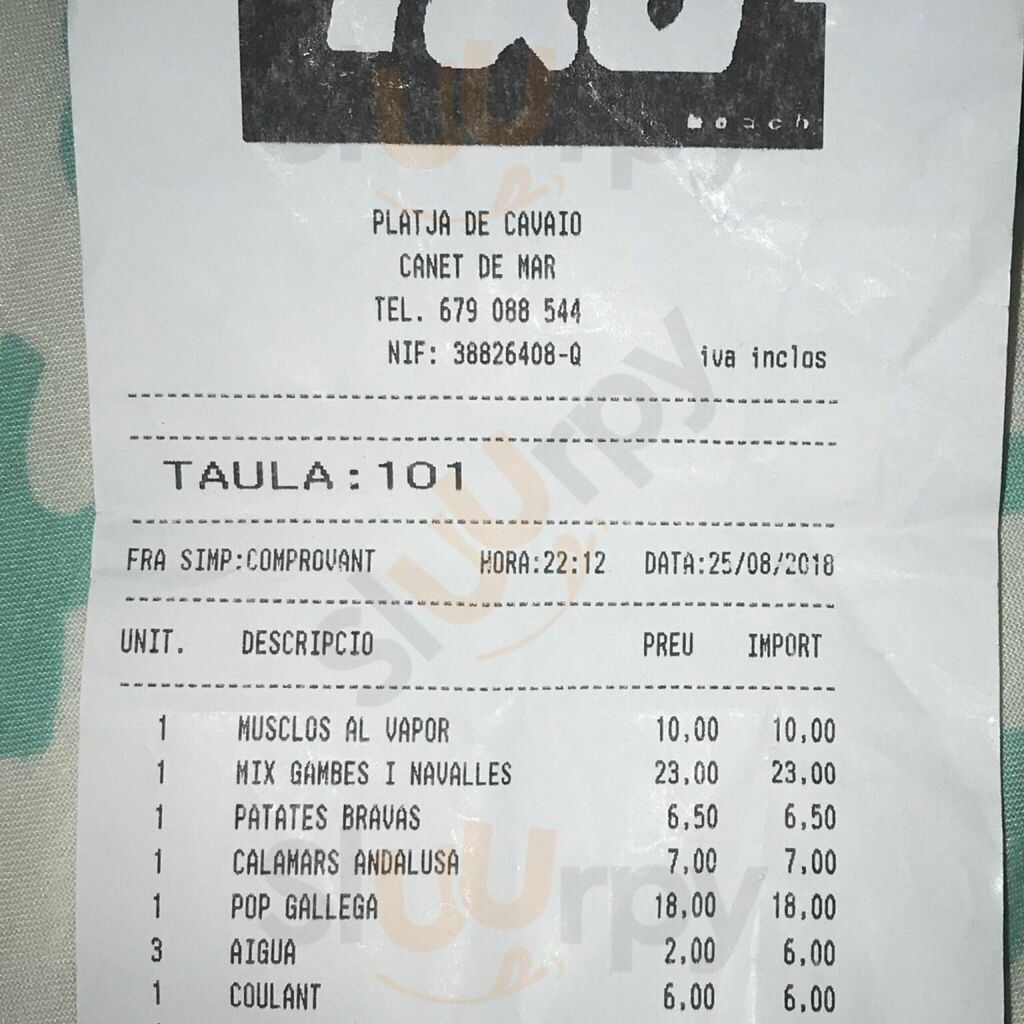 beach
PLATJA DE CAVAIO
CANET DE MAR
TEL. 679 088 544
NIF: 38826408-Q iva inclos
TAULA:101
FRA SIMP:COMPROVANT HORA:22:12 DATA:25/08/2018
UNIT. DESCRIPCIO PREU IMPORT
1 MUSCLOS AL VAPOR 10,00 10,00
1 MIX GAMBES I NAVALLES 23,00 23,00
1 PATATES BRAVAS 6,50 6,50
1 CALAMARS ANDALUSA 7,00 7,00
1 POP GALLEGA 18,00 18,00
3 AIGUA 2,00 6,00
1 COULANT 6,00 6,00
sluurpy
sluurpy
sluurpy